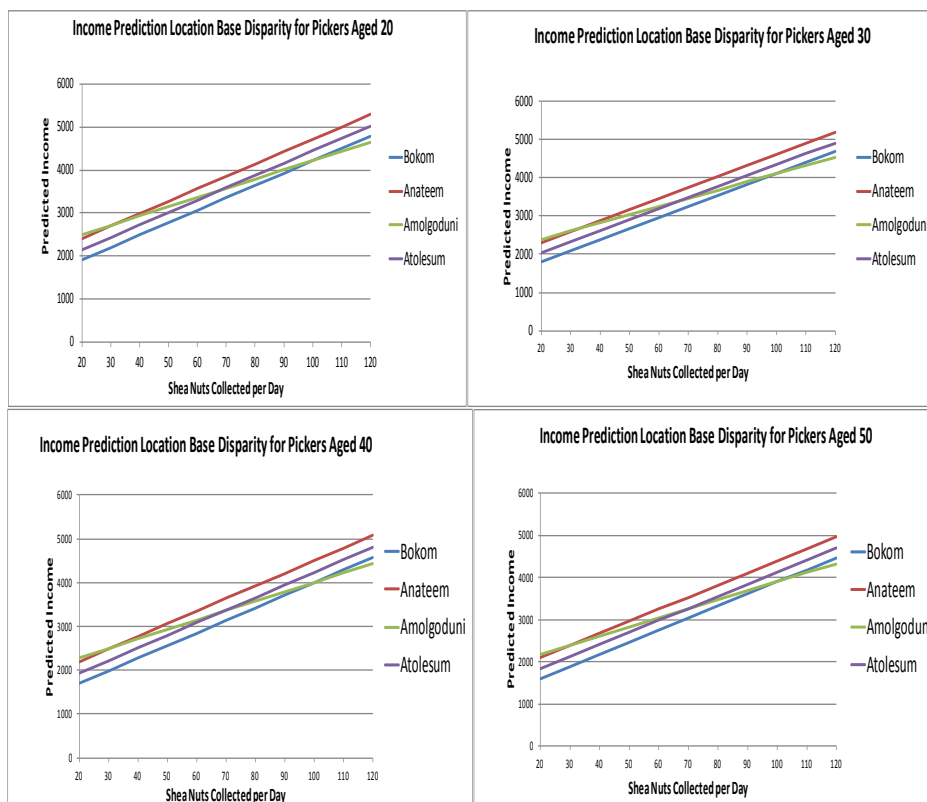 Income Prediction Location Base Disparity for Pickers Aged 20
Predicted Income
6000
5000
4000
3000
2000
1000
0
20 30 40 50 60 70 80 90 100 110 120
Shea Nuts Collected per Day
Bokom
Anateem
Amolgoduni
Atolesum
Income Prediction Location Base Disparity for Pickers Aged 30
Predicted Income
6000
5000
4000
3000
2000
1000
0
20 30 40 50 60 70 80 90 100 110 120
Shea Nuts Collected per Day
Bokom
Anateem
Amolgoduni
Atolesum
Income Prediction Location Base Disparity for Pickers Aged 40
Predicted Income
6000
5000
4000
3000
2000
1000
0
20 30 40 50 60 70 80 90 100 110 120
Shea Nuts Collected per Day
Bokom
Anateem
Amolgoduni
Atolesum
Income Prediction Location Base Disparity for Pickers Aged 50
Predicted Income
6000
5000
4000
3000
2000
1000
0
20 30 40 50 60 70 80 90 100 110 120
Shea Nuts Collected per Day
Bokom
Anateem
Amolgoduni
Atolesum